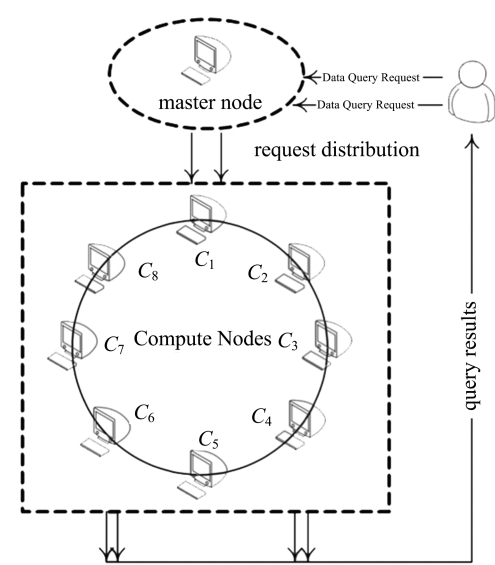 Data Query Request
master node
Data Query Request
request distribution
C1
C8
C2
C7
Compute Nodes
C3
C6
C4
C5
query results